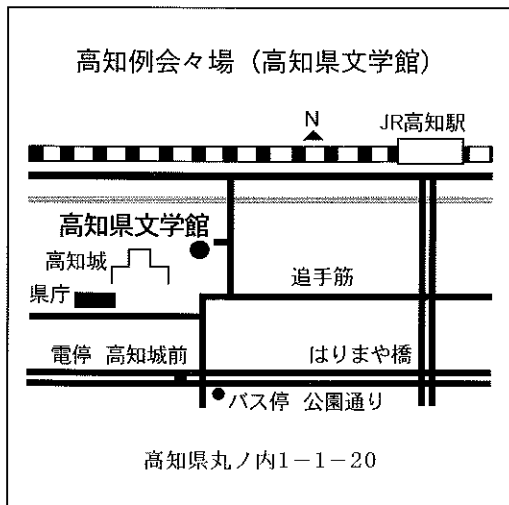 高知例会々場（高知県文学館）
N
JR高知駅
高知県文学館
高知城
追手筋
県庁
電停 高知城前
はりまや橋
バス停 公園通り
高知県丸ノ内1－1－20